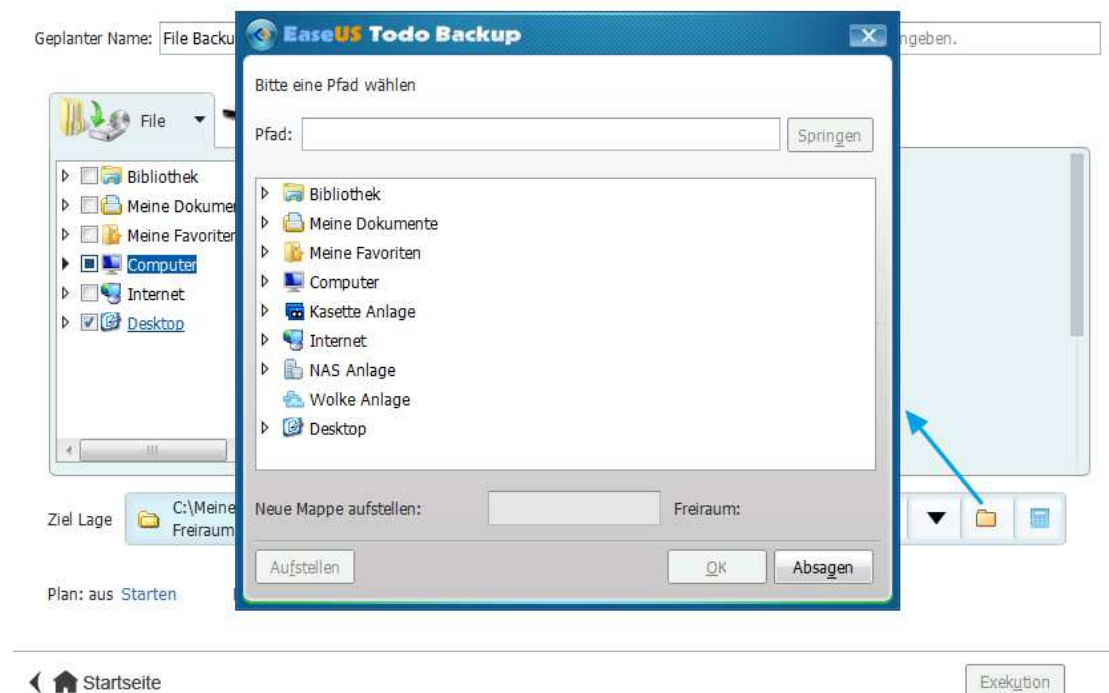 Geplanter Name: File Backu
ngeben.
File
Bibliothek
Meine Dokumen
Meine Favoriten
Computer
Internet
Desktop
EaseUS Todo Backup
Bitte eine Pfad wählen
Pfad:
Springen
Bibliothek
Meine Dokumente
Meine Favoriten
Computer
Kasette Anlage
Internet
NAS Anlage
Wolke Anlage
Desktop
Neue Mappe aufstellen:
Freiraum:
Aufstellen
OK
Absagen
Ziel Lage
C:\Meine
Freiraum
Plan: aus Starten
Startseite
Exekution